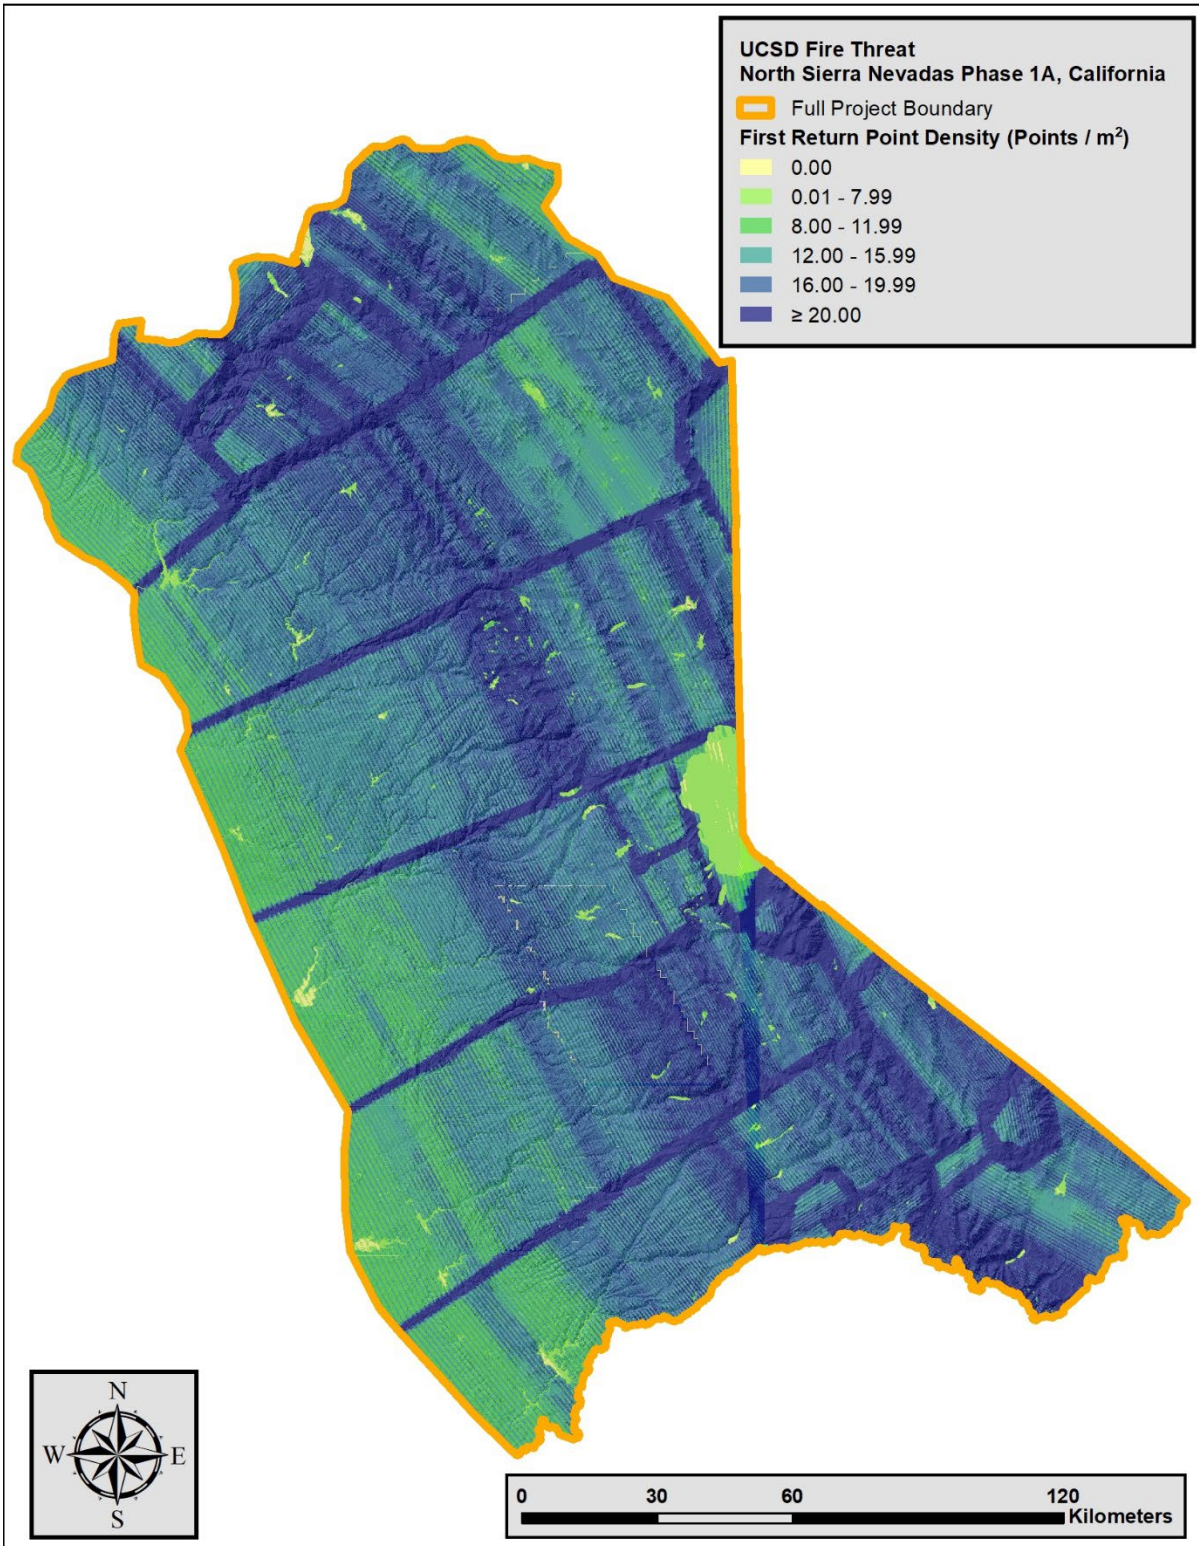 UCSD Fire Threat
North Sierra Nevadas Phase 1A, California
Full Project Boundary
First Return Point Density (Points / m²)
0.00
0.01 - 7.99
8.00 - 11.99
12.00 - 15.99
16.00 - 19.99
≥ 20.00
N
W E
S
0 30 60 120
Kilometers